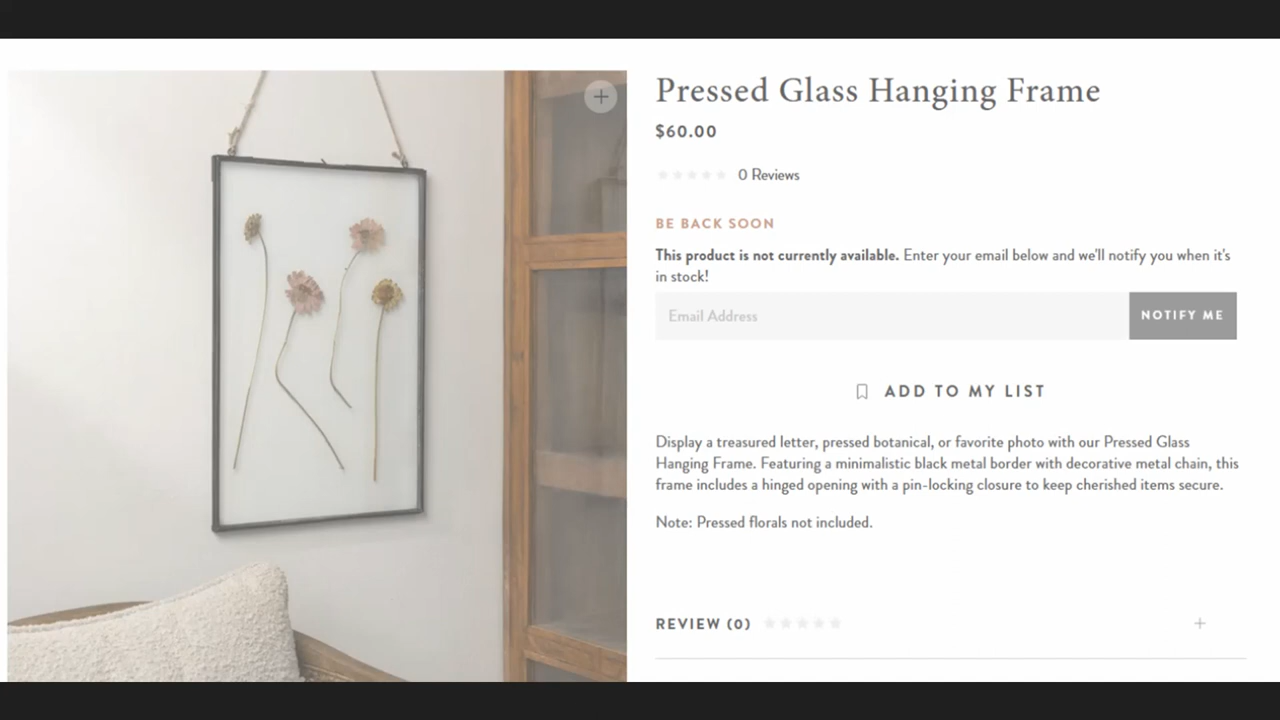 Pressed Glass Hanging Frame
$60.00
0 Reviews
BE BACK SOON
This product is not currently available. Enter your email below and we'll notify you when it's
in stock!
Email Address
NOTIFY ME
ADD TO MY LIST
Display a treasured letter, pressed botanical, or favorite photo with our Pressed Glass
Hanging Frame. Featuring a minimalistic black metal border with decorative metal chain, this
frame includes a hinged opening with a pin-locking closure to keep cherished items secure.
Note: Pressed florals not included.
REVIEW (0)